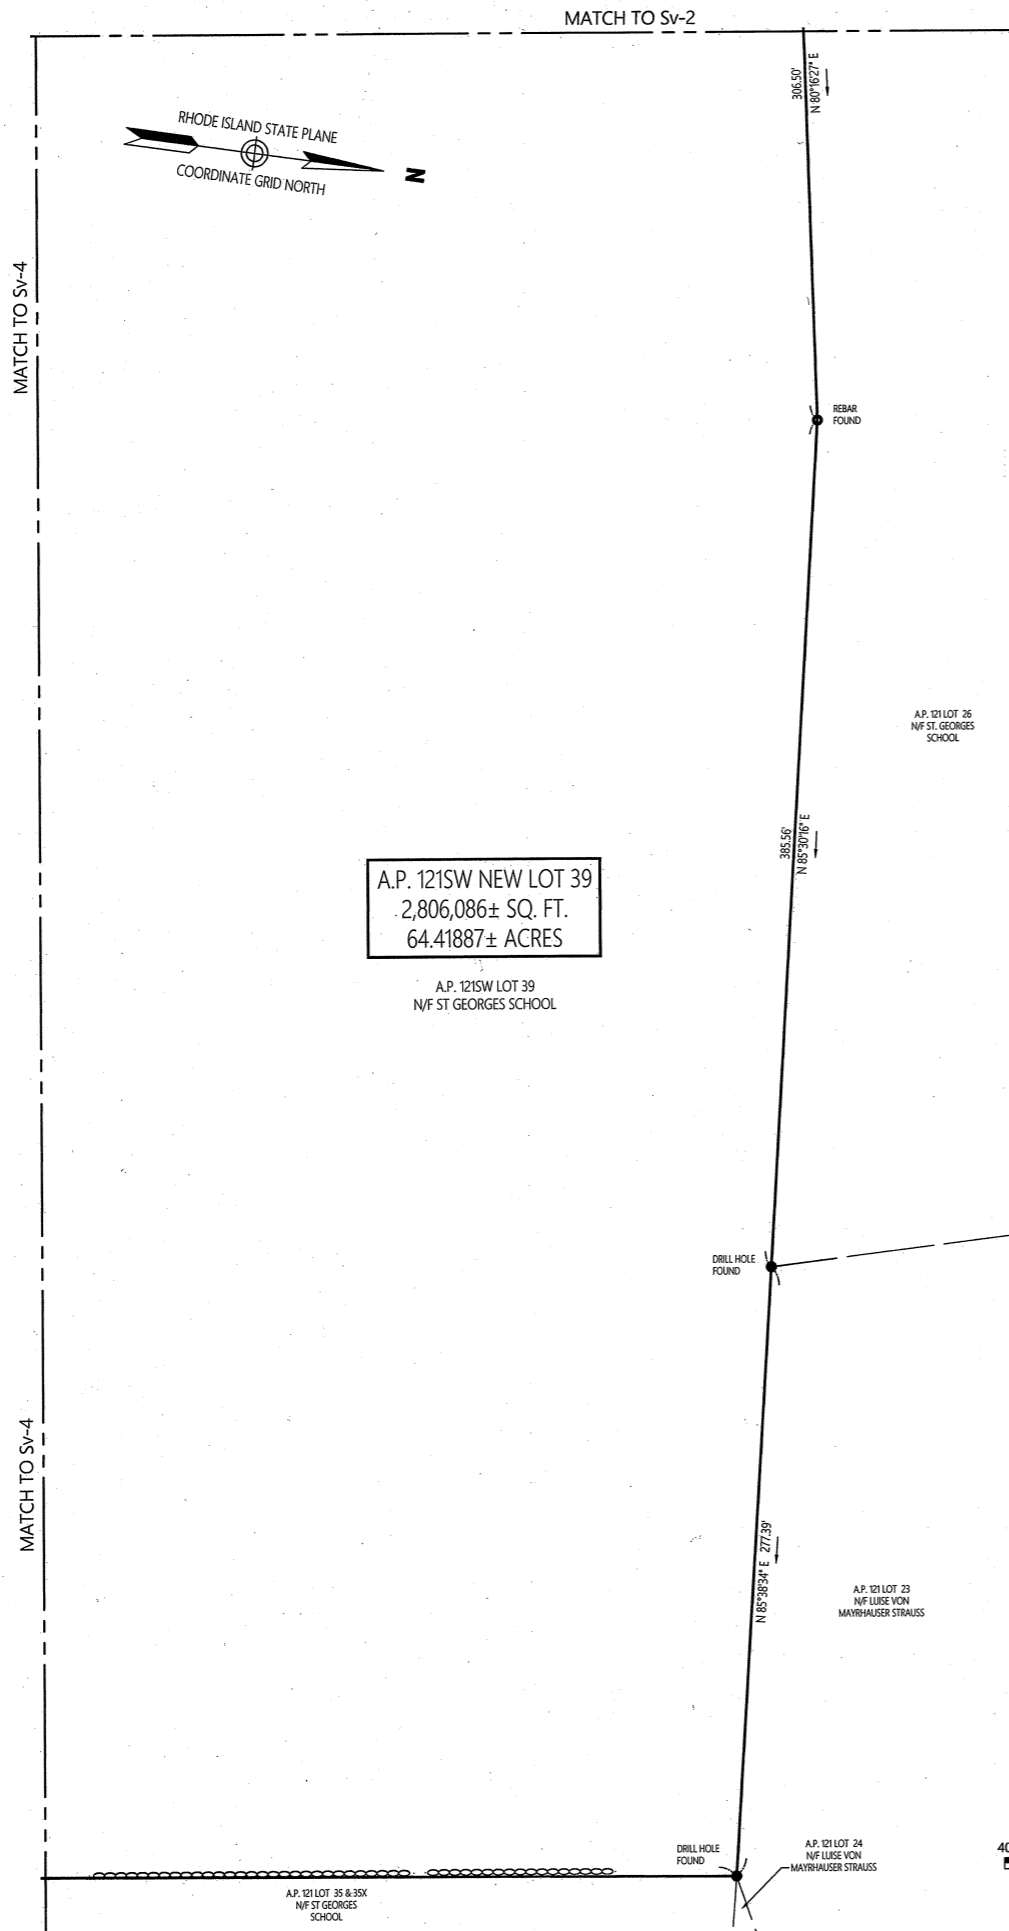 MATCH TO Sv-2
306.50'
N 80°16'27" E
RHODE ISLAND STATE PLANE
COORDINATE GRID NORTH
N
MATCH TO Sv-4
REBAR
FOUND
A.P. 121 LOT 26
N/F ST. GEORGES
SCHOOL
385.56'
N 85°30'16" E
A.P. 121SW NEW LOT 39
2,806,086± SQ. FT.
64.41887± ACRES
A.P. 121SW LOT 39
N/F ST GEORGES SCHOOL
DRILL HOLE
FOUND
MATCH TO Sv-4
N 85°38'34" E 277.39'
A.P. 121 LOT 23
N/F LUISE VON
MAYRHAUSER STRAUSS
DRILL HOLE
FOUND
A.P. 121 LOT 24
N/F LUISE VON
MAYRHAUSER STRAUSS
40
A.P. 121 LOT 35 & 35X
N/F ST GEORGES
SCHOOL